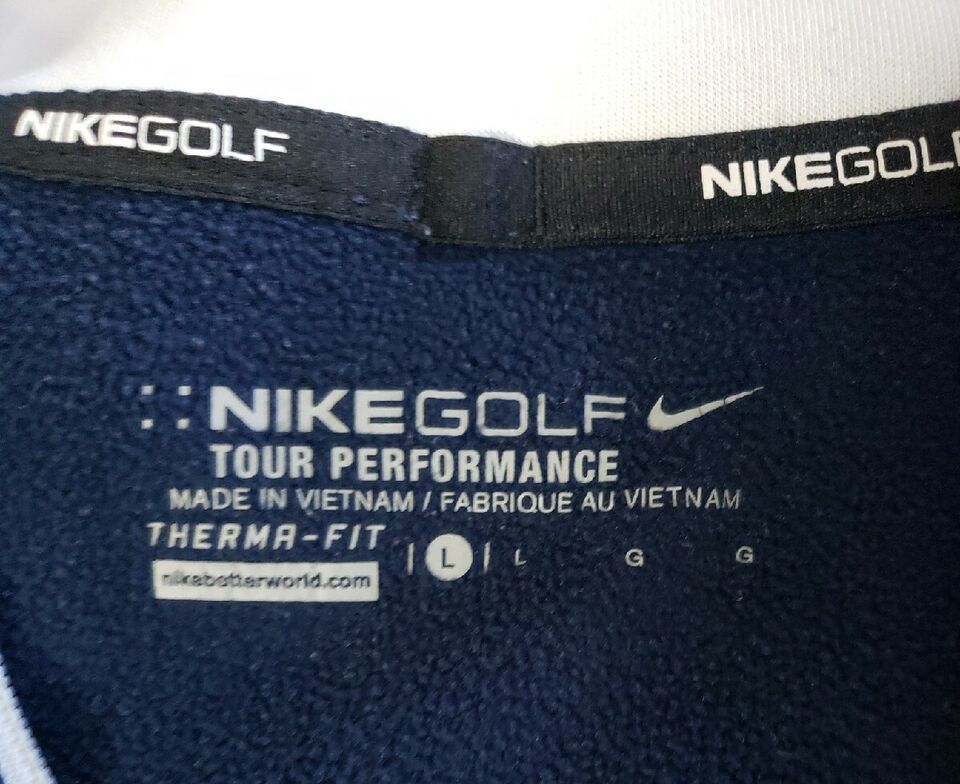 NIKEGOLF
NIKEGOLF
NIKEGOLF
TOUR PERFORMANCE
MADE IN VIETNAM / FABRIQUE AU VIETNAM
THERMA-FIT
L L G G
nikebetterworld.com